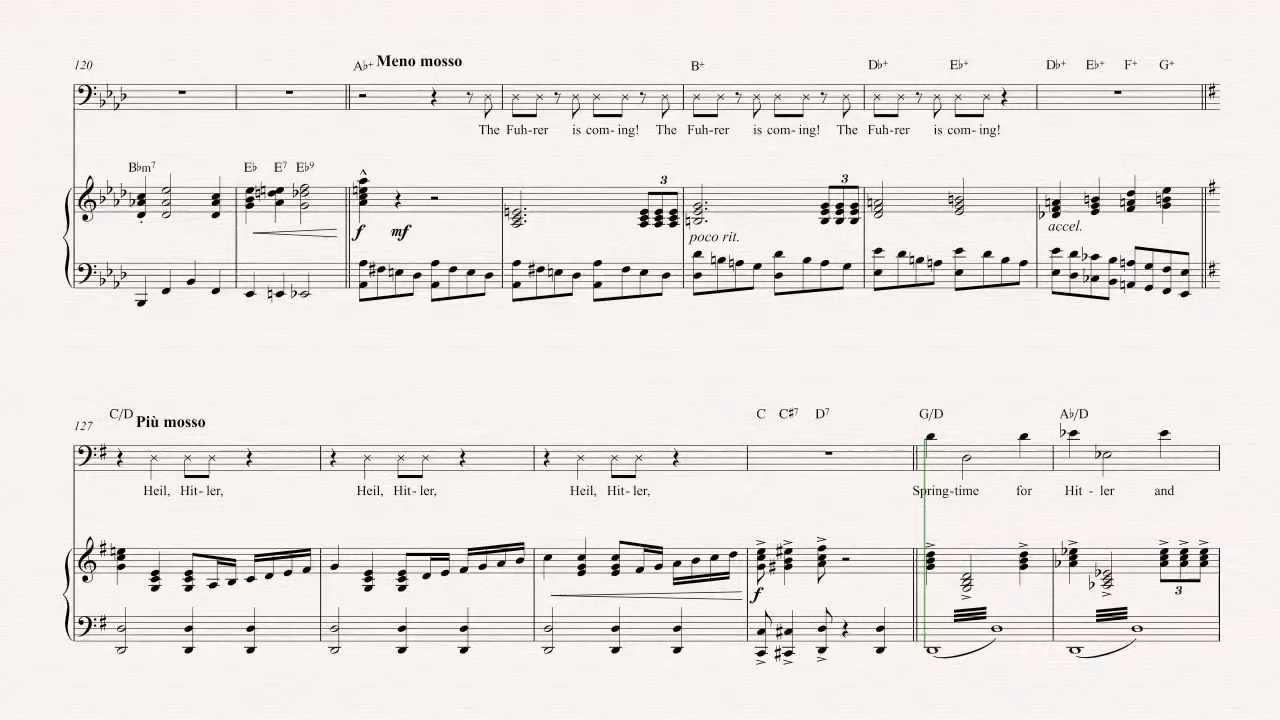 120
A♭+ Meno mosso B+ D♭+ E♭+ D♭+ E♭+ F+ G+
The Fuh-rer is com-ing! The Fuh-rer is com-ing! The Fuh-rer is com-ing!
B♭m7 E♭ E7 E♭9
3 3
f mf poco rit. accel.
127
C/D Più mosso C C♯7 D7 G/D A♭/D
Heil, Hit-ler, Heil, Hit-ler, Heil, Hit-ler, Spring-time for Hit - ler and
f 3